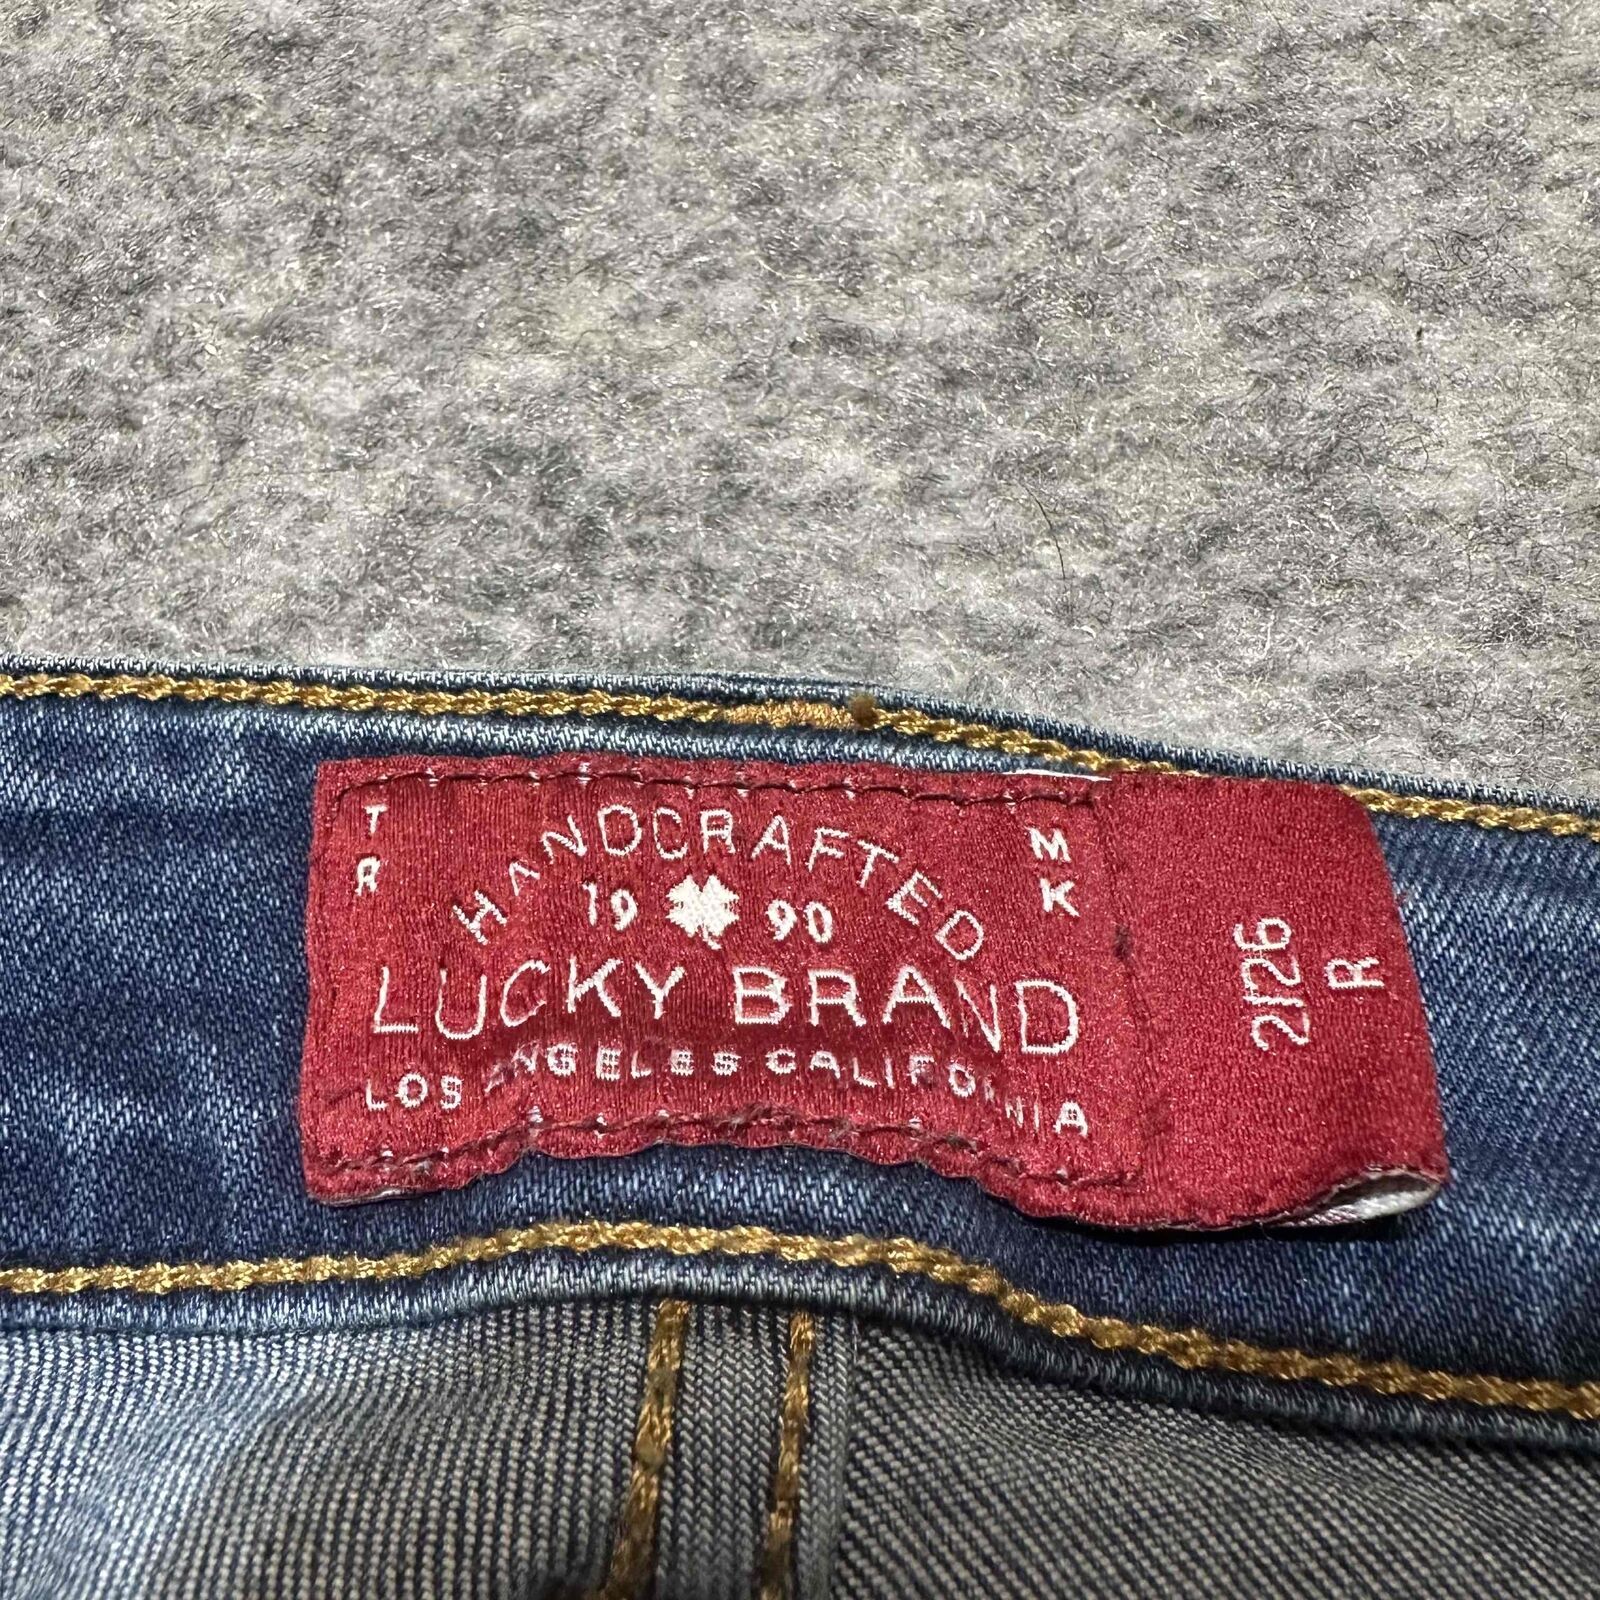 TR MK
HANDCRAFTED
19 90
LUCKY BRAND
LOS ANGELES CALIFORNIA
2/26
R